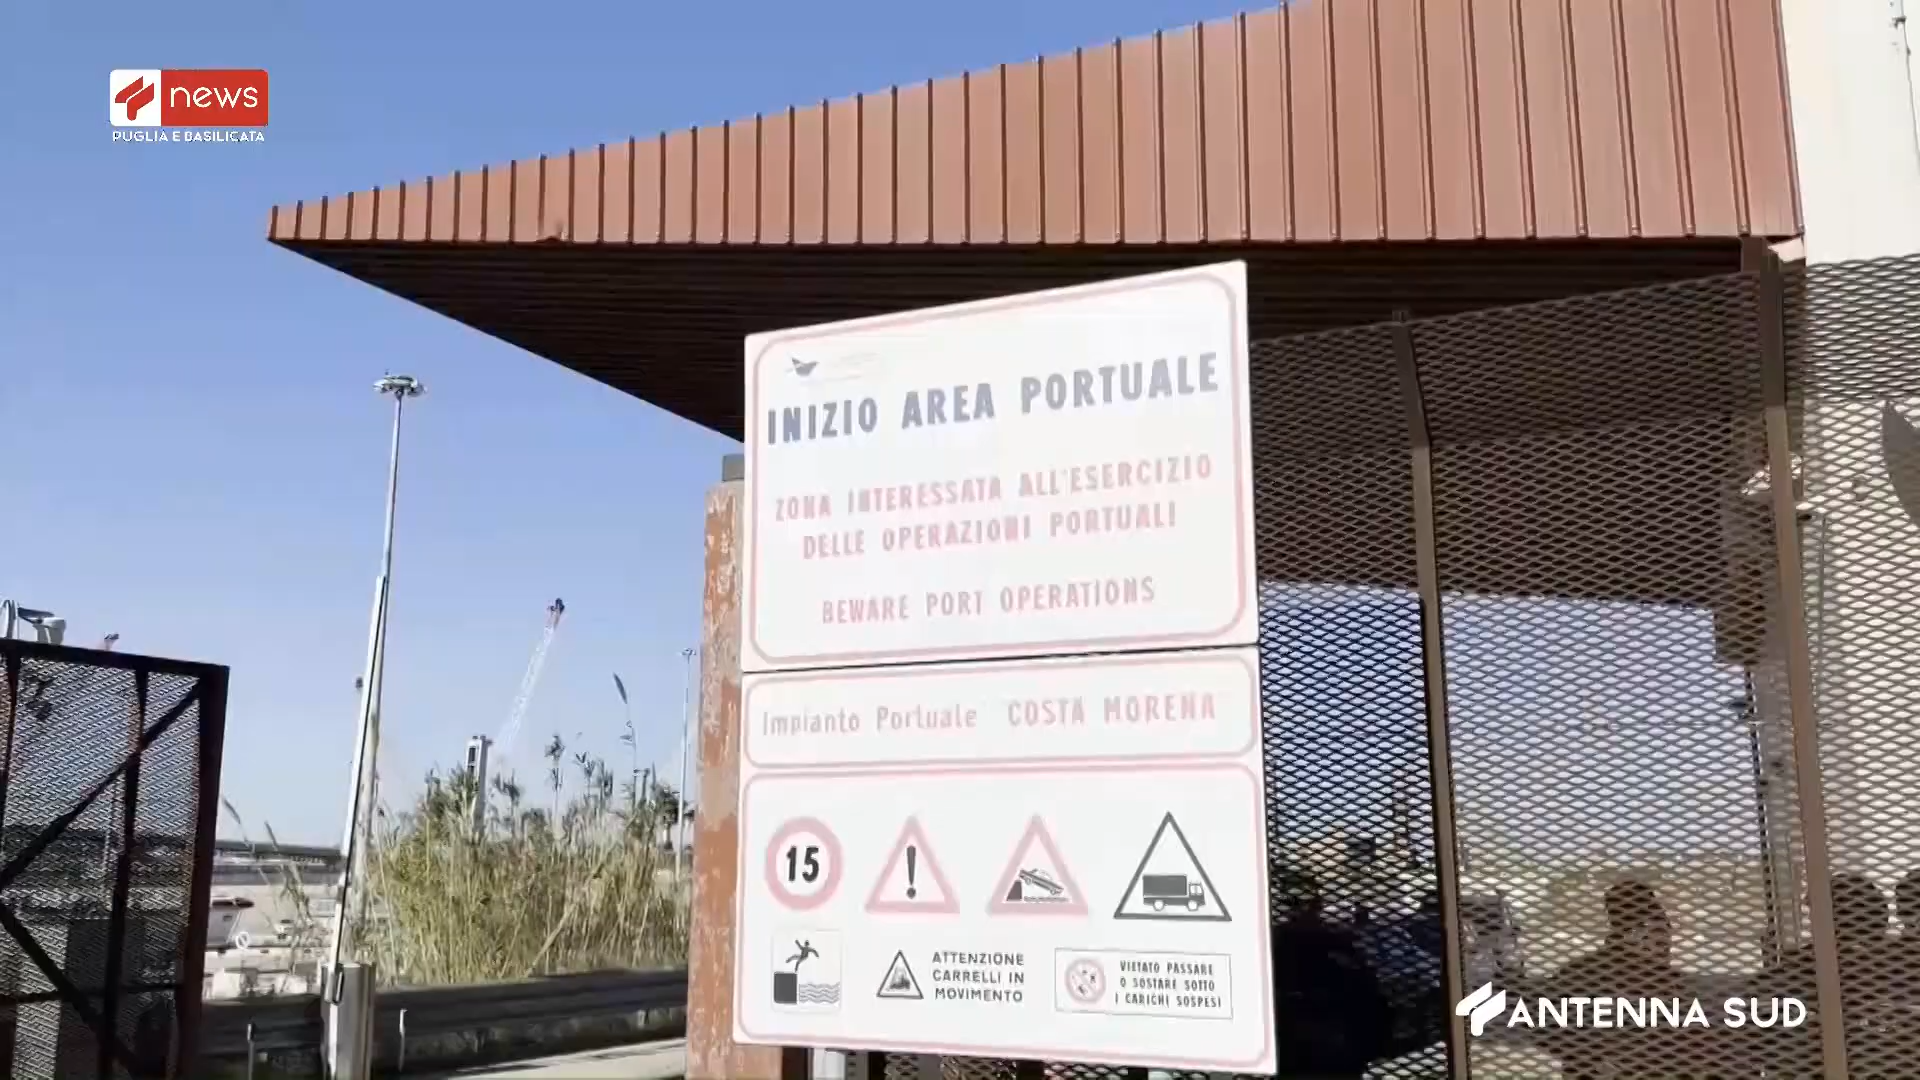 news
PUGLIA E BASILICATA
INIZIO AREA PORTUALE
ZONA INTERESSATA ALL'ESERCIZIO
DELLE OPERAZIONI PORTUALI
BEWARE PORT OPERATIONS
Impianto Portuale COSTA MORENA
15
!
ATTENZIONE
CARRELLI IN
MOVIMENTO
VIETATO PASSARE
O SOSTARE SOTTO
I CARICHI SOSPESI
ANTENNA SUD